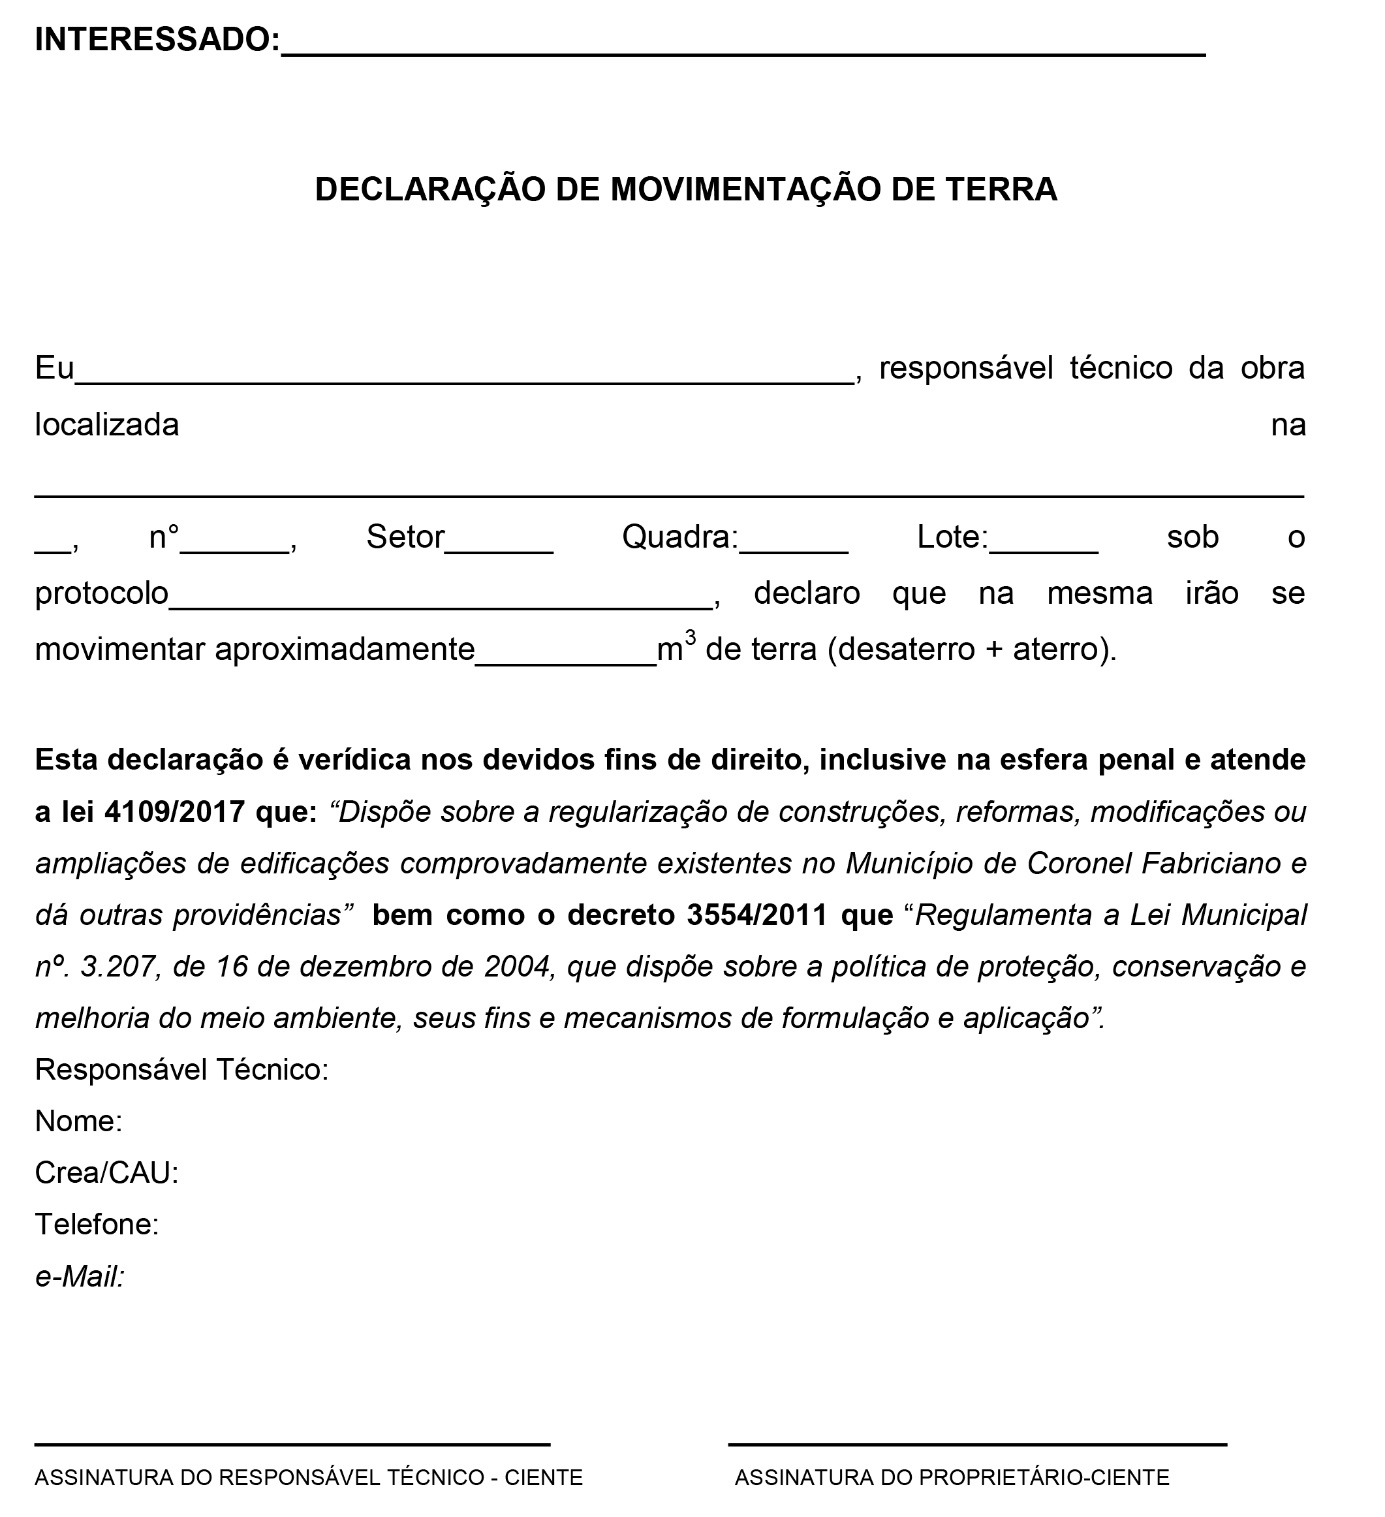 INTERESSADO:___________________________________________________
DECLARAÇÃO DE MOVIMENTAÇÃO DE TERRA
Eu___________________________________________, responsável técnico da obra
localizada na
______________________________________________________________________
__, n°______, Setor______ Quadra:______ Lote:______ sob o
protocolo______________________________, declaro que na mesma irão se
movimentar aproximadamente__________m³ de terra (desaterro + aterro).
Esta declaração é verídica nos devidos fins de direito, inclusive na esfera penal e atende
a lei 4109/2017 que: “Dispõe sobre a regularização de construções, reformas, modificações ou
ampliações de edificações comprovadamente existentes no Município de Coronel Fabriciano e
dá outras providências” bem como o decreto 3554/2011 que “Regulamenta a Lei Municipal
nº. 3.207, de 16 de dezembro de 2004, que dispõe sobre a política de proteção, conservação e
melhoria do meio ambiente, seus fins e mecanismos de formulação e aplicação”.
Responsável Técnico:
Nome:
Crea/CAU:
Telefone:
e-Mail:
ASSINATURA DO RESPONSÁVEL TÉCNICO - CIENTE ASSINATURA DO PROPRIETÁRIO-CIENTE